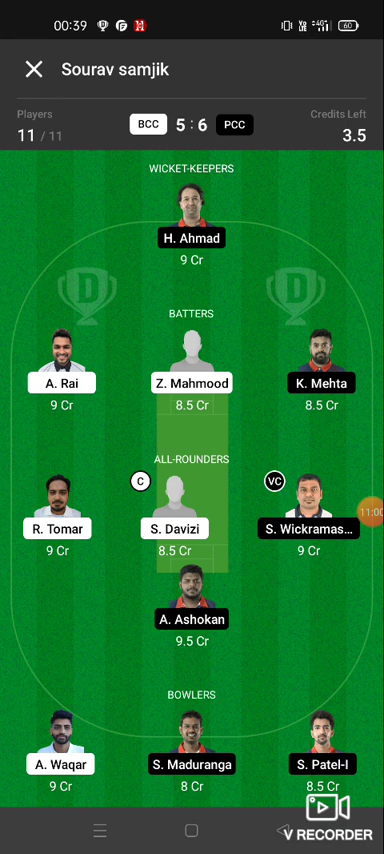 00:39
4G
60
Sourav samjik
Players
11 / 11
BCC 5 : 6 PCC
Credits Left
3.5
WICKET-KEEPERS
H. Ahmad
9 Cr
D D
BATTERS
A. Rai Z. Mahmood K. Mehta
9 Cr 8.5 Cr 8.5 Cr
ALL-ROUNDERS
C VC
R. Tomar S. Davizi S. Wickramas...
9 Cr 8.5 Cr 9 Cr
11:00
A. Ashokan
9.5 Cr
BOWLERS
A. Waqar S. Maduranga S. Patel-I
9 Cr 8 Cr 8.5 Cr
V RECORDER